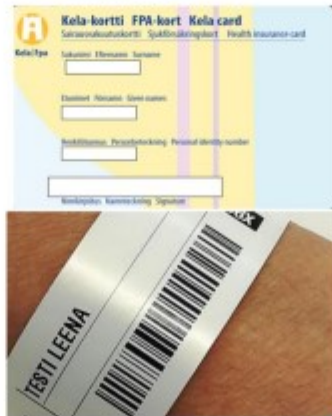 Kela-kortti FPA-kort Kela card
Sairausvakuutuskortti Sjukförsäkringskort Health insurance card
Kela|Fpa
Sukunimi Efternamn Surname
Etunimet Förnamn Given names
Henkilötunnus Personbeteckning Personal identity number
Nimikirjoitus Namnteckning Signature
TESTI LEENA